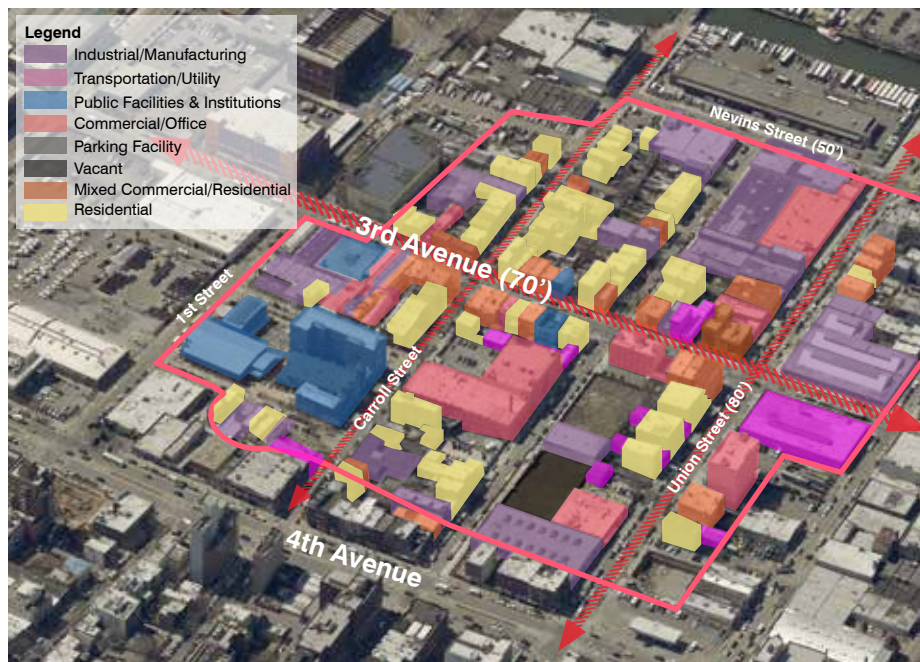 Legend
Industrial/Manufacturing
Transportation/Utility
Public Facilities & Institutions
Commercial/Office
Parking Facility
Vacant
Mixed Commercial/Residential
Residential
Nevins Street (50')
3rd Avenue (70')
1st Street
Carroll Street
Union Street (80')
4th Avenue